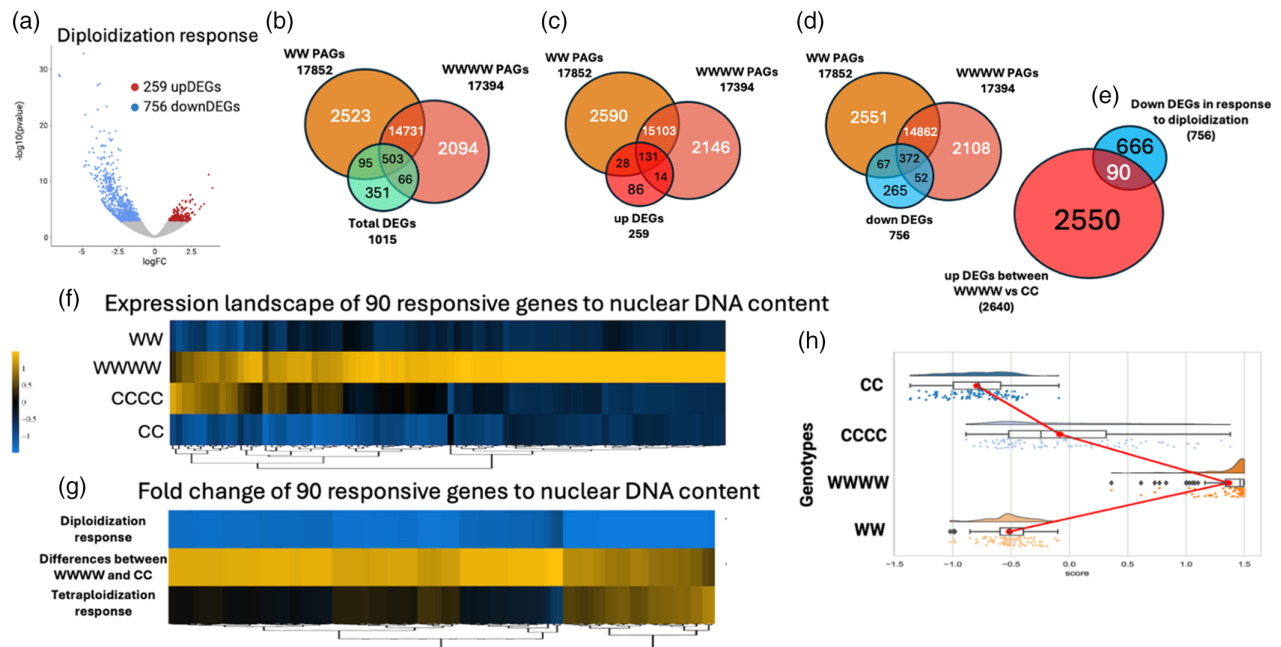 (a)
Diploidization response
259 upDEGs
756 downDEGs
-log10(pvalue)
30
20
10
0
-5
-2.5
0
2.5
logFC
(b)
WW PAGs
17852
WWWW PAGs
17394
2523
14731
2094
95
503
66
351
Total DEGs
1015
(c)
WW PAGs
17852
WWWW PAGs
17394
2590
15103
2146
28
131
14
86
up DEGs
259
(d)
WW PAGs
17852
WWWW PAGs
17394
2551
14862
2108
67
372
52
265
down DEGs
756
(e)
Down DEGs in response
to diploidization
(756)
666
90
2550
up DEGs between
WWWW vs CC
(2640)
(f)
Expression landscape of 90 responsive genes to nuclear DNA content
WW
WWWW
CCCC
CC
1
0.5
0
-0.5
-1
(g)
Fold change of 90 responsive genes to nuclear DNA content
Diploidization
response
Differences between
WWWW and CC
Tetraploidization
response
(h)
Genotypes
CC
CCCC
WWWW
WW
-1.5
-1.0
-0.5
0.0
0.5
1.0
1.5
score